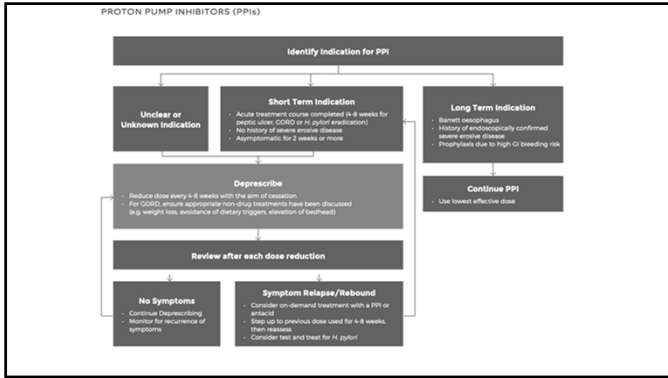 PROTON PUMP INHIBITORS (PPIs)
Identify Indication for PPI
Unclear or
Unknown Indication
Short Term Indication
- Acute treatment course completed (4-8 weeks for
peptic ulcer, GORD or H. pylori eradication)
- No history of severe erosive disease
- Asymptomatic for 2 weeks or more
Long Term Indication
- Barrett oesophagus
- History of endoscopically confirmed
severe erosive disease
- Prophylaxis due to high GI bleeding risk
Deprescribe
- Reduce dose every 4-8 weeks with the aim of cessation
- For GORD, ensure appropriate non-drug treatments have been discussed
(e.g. weight loss, avoidance of dietary triggers, elevation of bedhead)
Continue PPI
- Use lowest effective dose
Review after each dose reduction
No Symptoms
- Continue Deprescribing
- Monitor for recurrence of
symptoms
Symptom Relapse/Rebound
- Consider on-demand treatment with a PPI or
antacid
- Step up to previous dose used for 4-8 weeks,
then reassess
- Consider test and treat for H. pylori